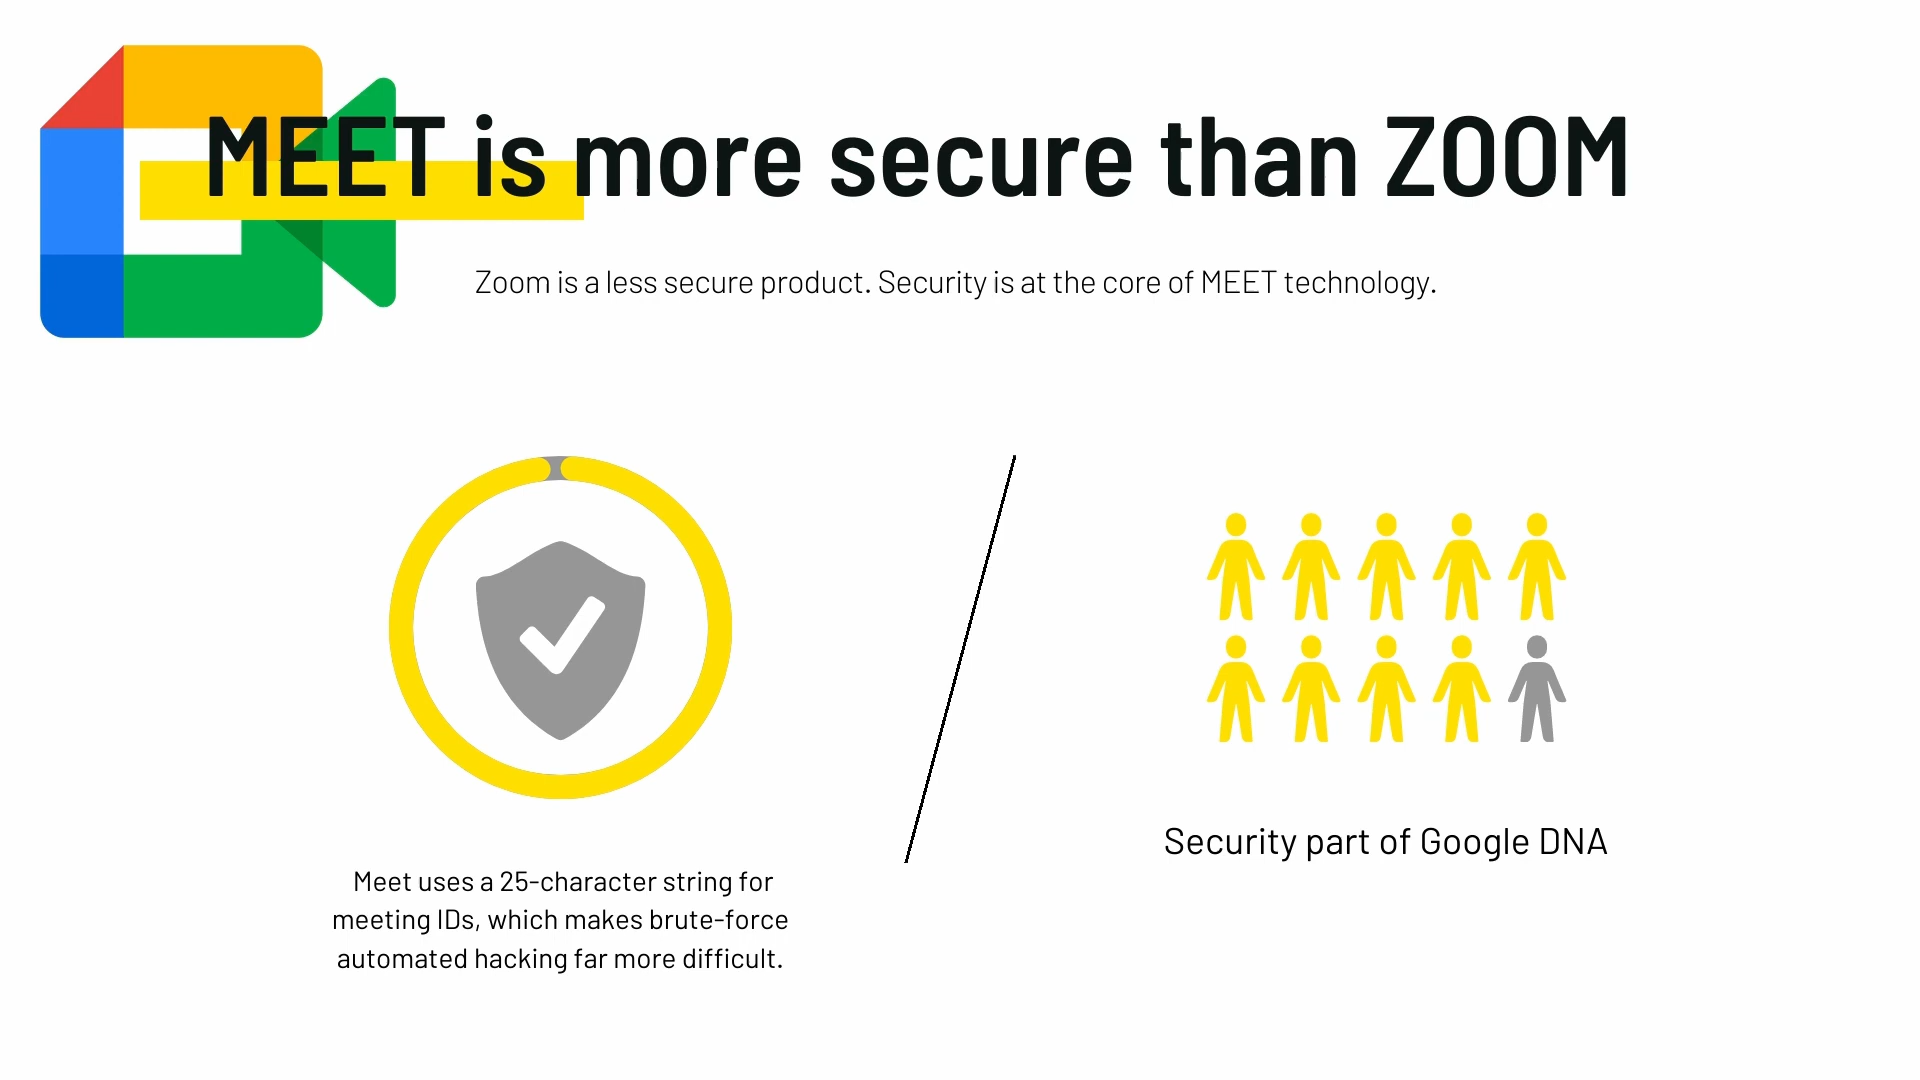 MEET is more secure than ZOOM
Zoom is a less secure product. Security is at the core of MEET technology.
Meet uses a 25-character string for
meeting IDs, which makes brute-force
automated hacking far more difficult.
Security part of Google DNA